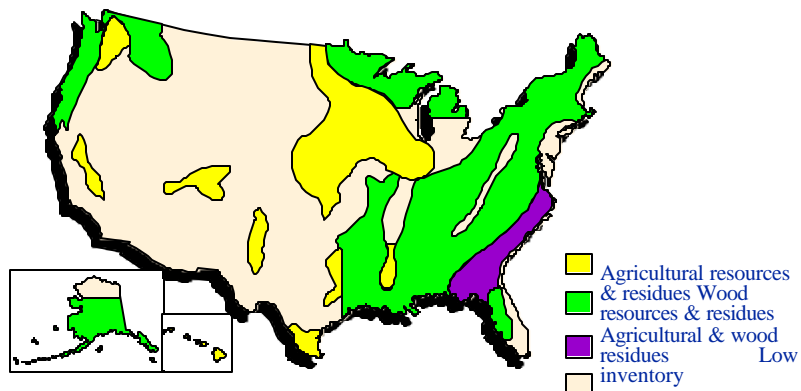 Agricultural resources
& residues Wood
resources & residues
Agricultural & wood
residues Low
inventory